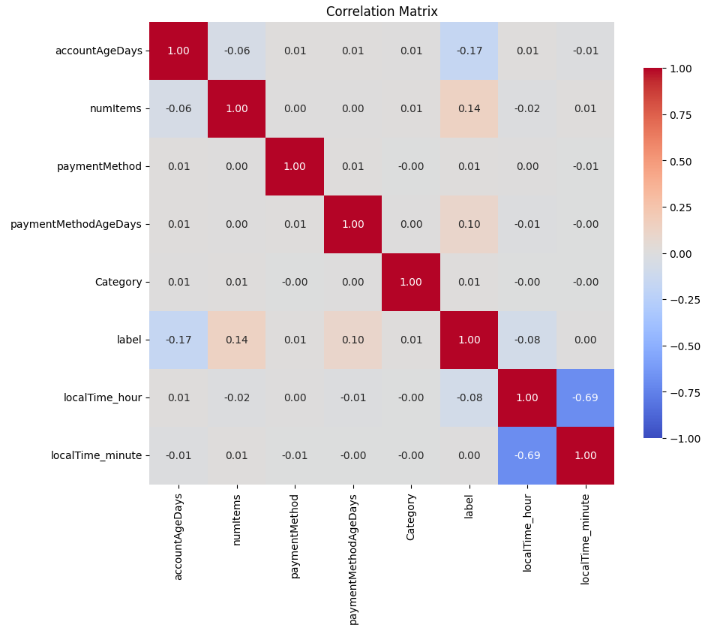 Correlation Matrix
accountAgeDays 1.00 -0.06 0.01 0.01 0.01 -0.17 0.01 -0.01
numItems -0.06 1.00 0.00 0.00 0.01 0.14 -0.02 0.01
paymentMethod 0.01 0.00 1.00 0.01 -0.00 0.01 0.00 -0.01
paymentMethodAgeDays 0.01 0.00 0.01 1.00 0.00 0.10 -0.01 -0.00
Category 0.01 0.01 -0.00 0.00 1.00 0.01 -0.00 -0.00
label -0.17 0.14 0.01 0.10 0.01 1.00 -0.08 0.00
localTime_hour 0.01 -0.02 0.00 -0.01 -0.00 -0.08 1.00 -0.69
localTime_minute -0.01 0.01 -0.01 -0.00 -0.00 0.00 -0.69 1.00
accountAgeDays
numItems
paymentMethod
paymentMethodAgeDays
Category
label
localTime_hour
localTime_minute
1.00
0.75
0.50
0.25
0.00
−0.25
−0.50
−0.75
−1.00